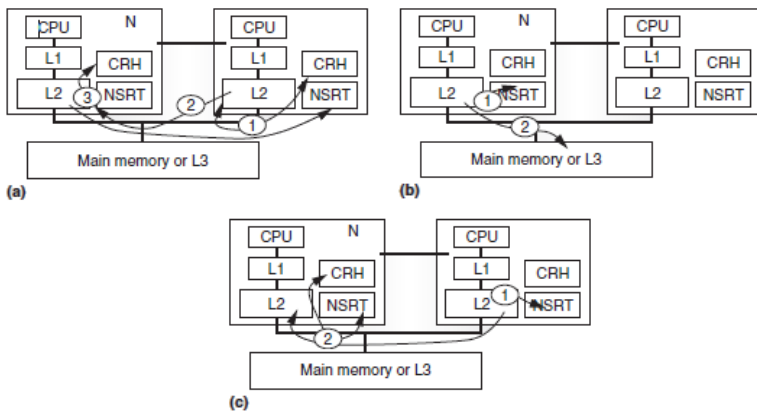 CPU N CPU
L1 CRH L1 CRH
L2 3 NSRT 2 L2 NSRT
1
Main memory or L3
(a)
CPU N CPU
L1 CRH L1 CRH
L2 1 NSRT L2 NSRT
2
Main memory or L3
(b)
CPU N CPU
L1 CRH L1 CRH
L2 NSRT L2 1 NSRT
2
Main memory or L3
(c)